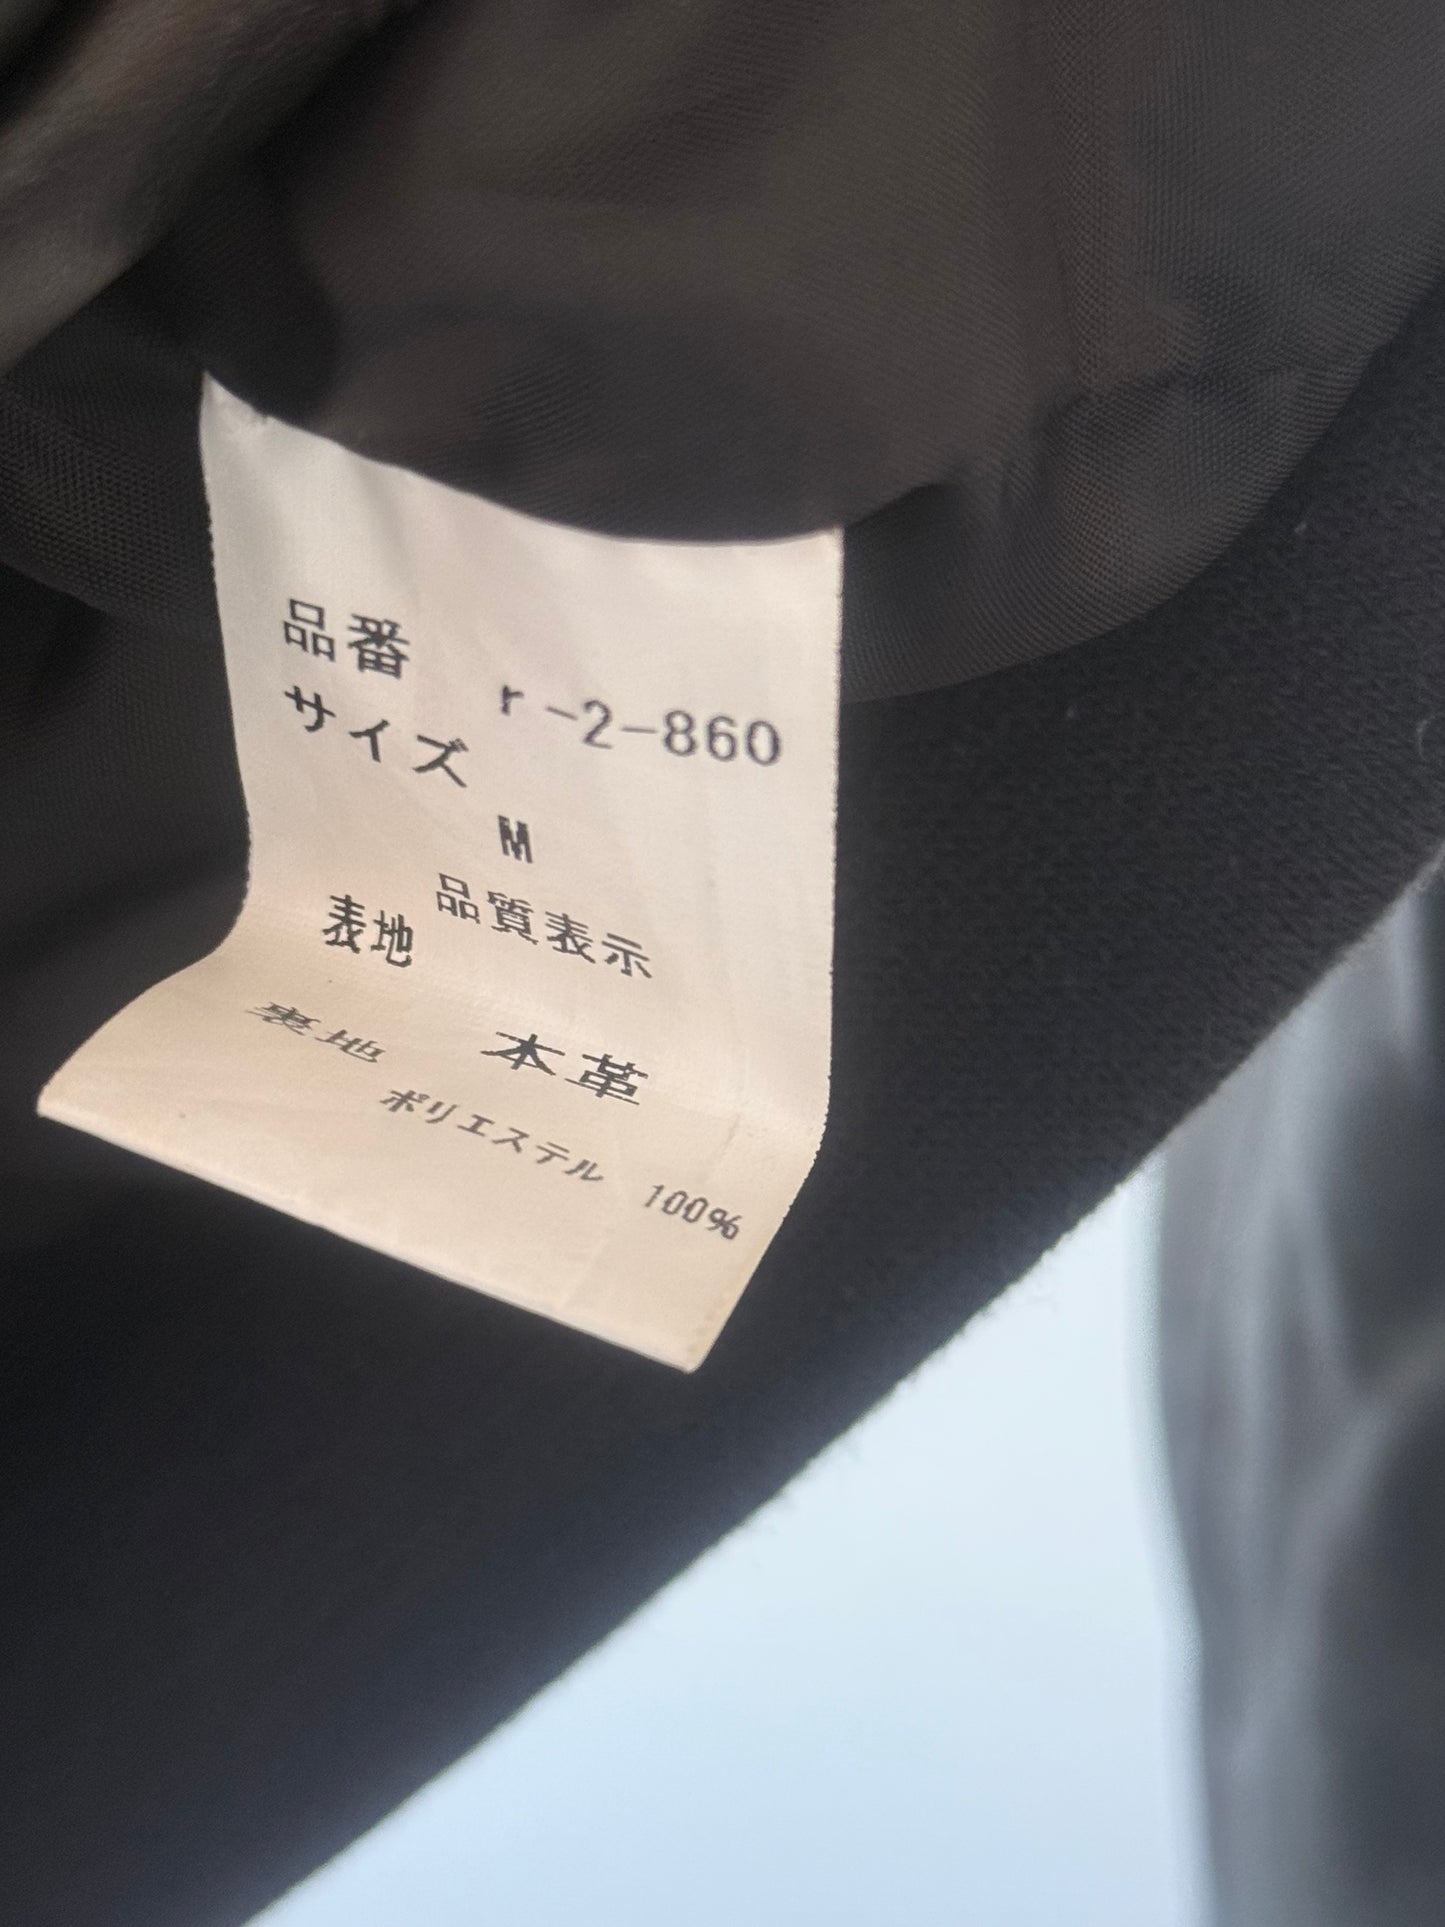 品番 r-2-860
サイズ
M
品質表示
表地
本革
裏地
ポリエステル 100%